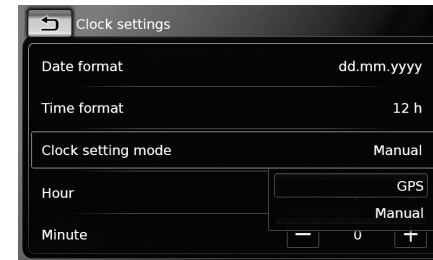 Clock settings
Date format dd.mm.yyyy
Time format 12 h
Clock setting mode Manual
Hour GPS
Manual
Minute — 0 +